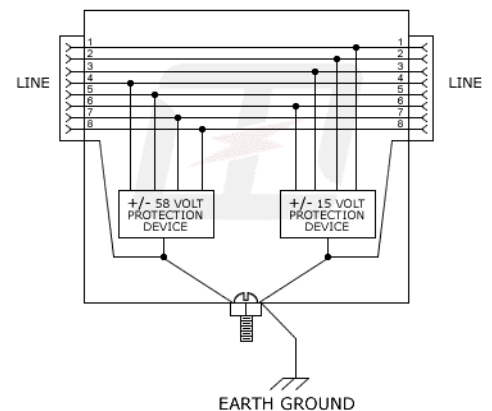 1 1
2 2
3 3
LINE 4 4 LINE
5 5
6 6
7 7
8 8
+/- 58 VOLT
PROTECTION
DEVICE
+/- 15 VOLT
PROTECTION
DEVICE
EARTH GROUND